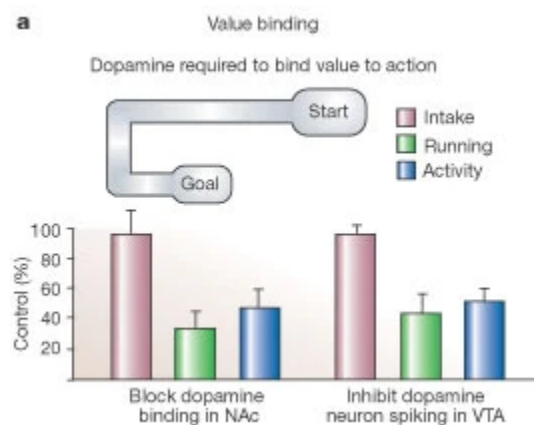 a
Value binding
Dopamine required to bind value to action
Start
Goal
Intake
Running
Activity
Control (%)
100
80
60
40
20
Block dopamine
binding in NAc
Inhibit dopamine
neuron spiking in VTA